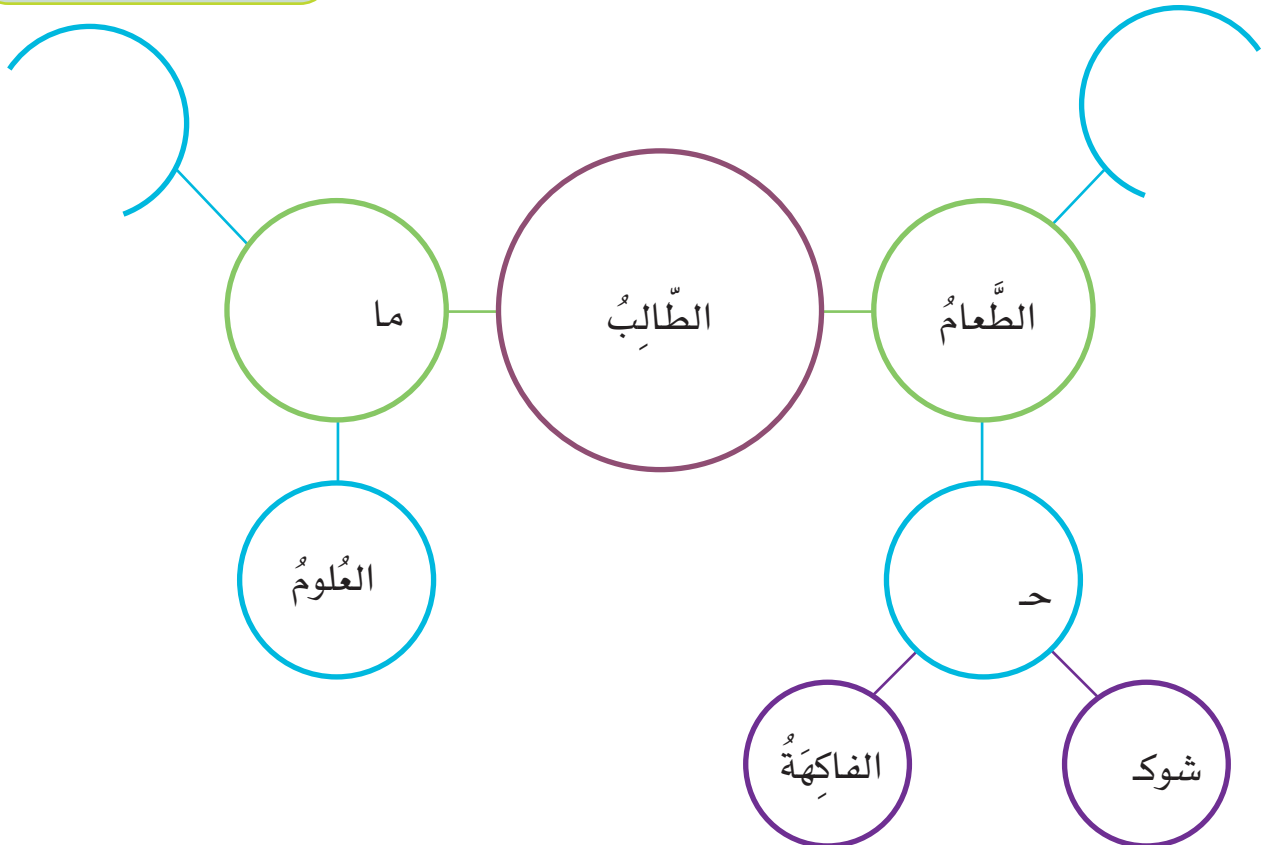 الطَّعامُ
الطّالِبُ
ما
حـ
العُلومُ
شوكـ
الفاكِهَةُ